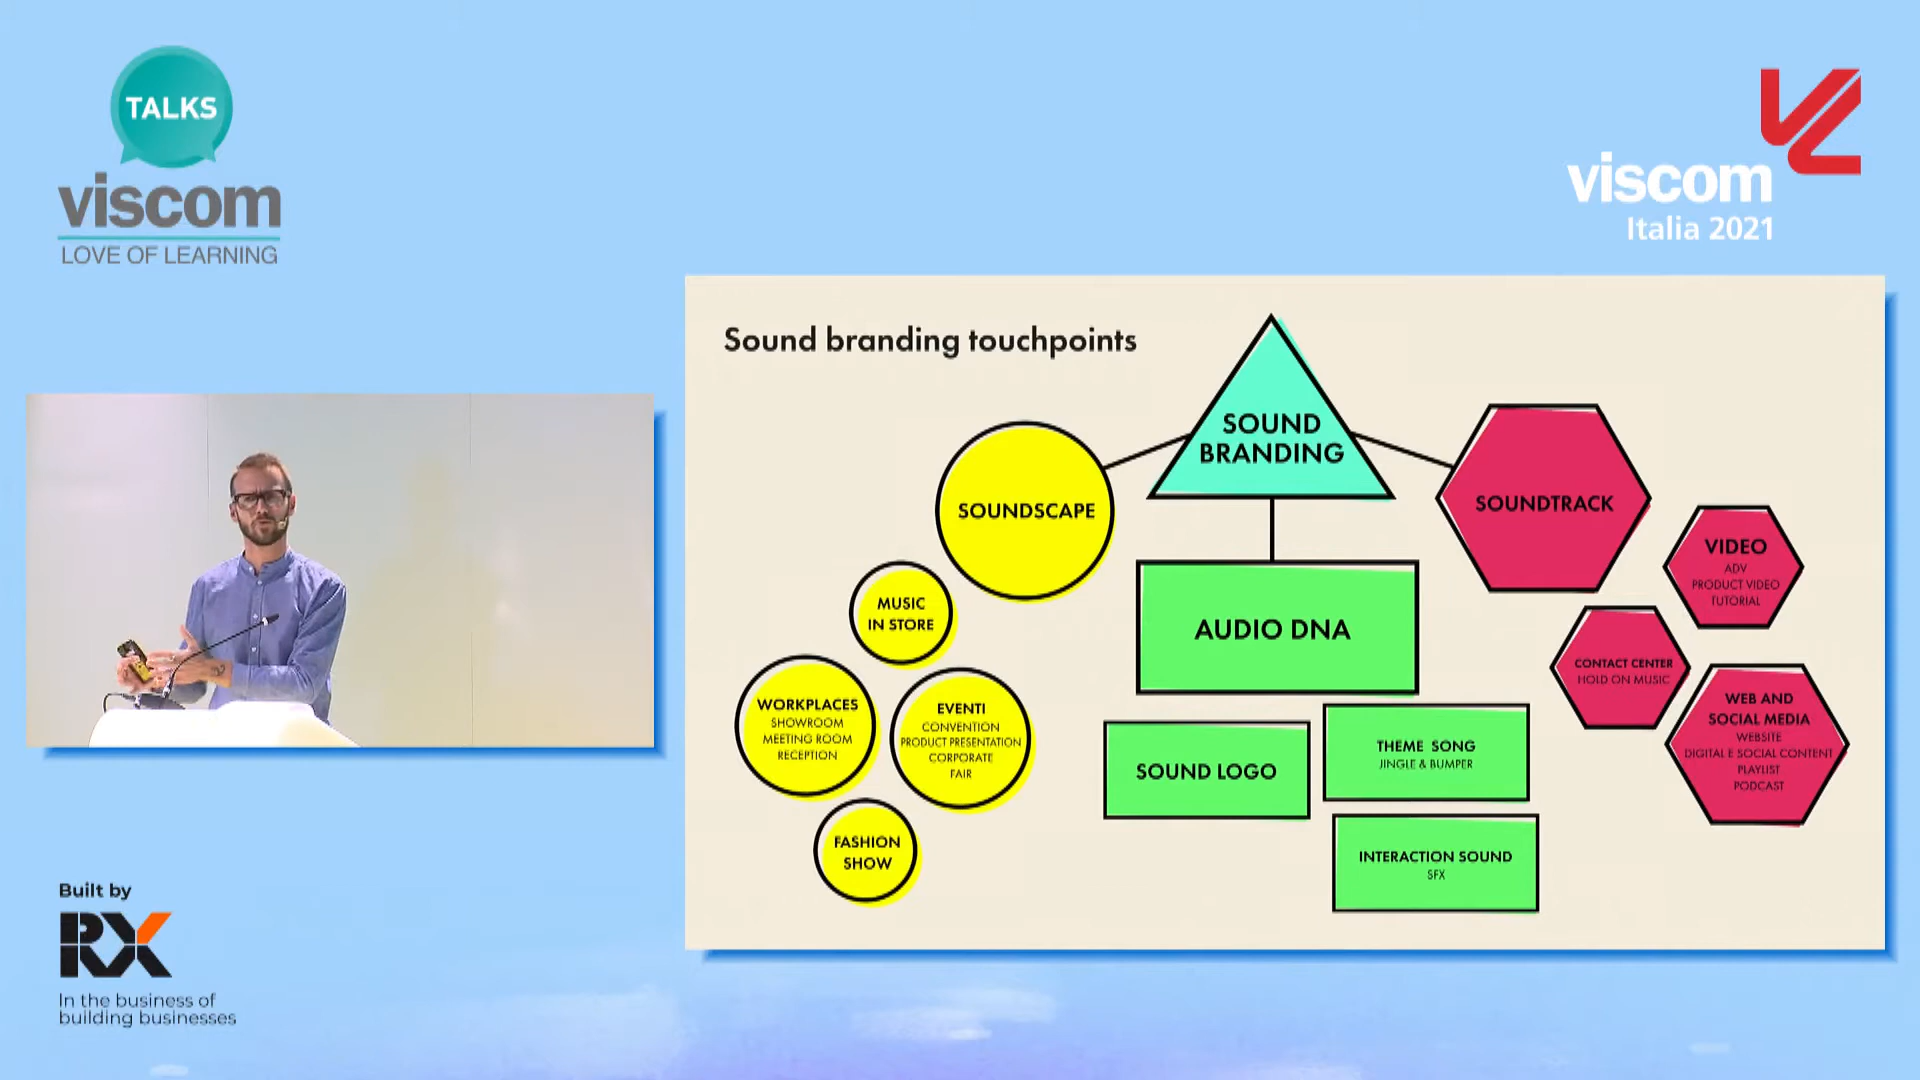 TALKS
viscom
LOVE OF LEARNING
viscom
Italia 2021
Sound branding touchpoints
SOUND
BRANDING
SOUNDSCAPE
MUSIC
IN STORE
WORKPLACES
SHOWROOM
MEETING ROOM
RECEPTION
EVENTI
CONVENTION
PRODUCT PRESENTATION
CORPORATE
FAIR
FASHION
SHOW
AUDIO DNA
SOUND LOGO
THEME SONG
JINGLE & BUMPER
INTERACTION SOUND
SFX
SOUNDTRACK
VIDEO
ADV
PRODUCT VIDEO
TUTORIAL
CONTACT CENTER
HOLD ON MUSIC
WEB AND
SOCIAL MEDIA
WEBSITE
DIGITAL E SOCIAL CONTENT
PLAYLIST
PODCAST
Built by
RX
In the business of
building businesses